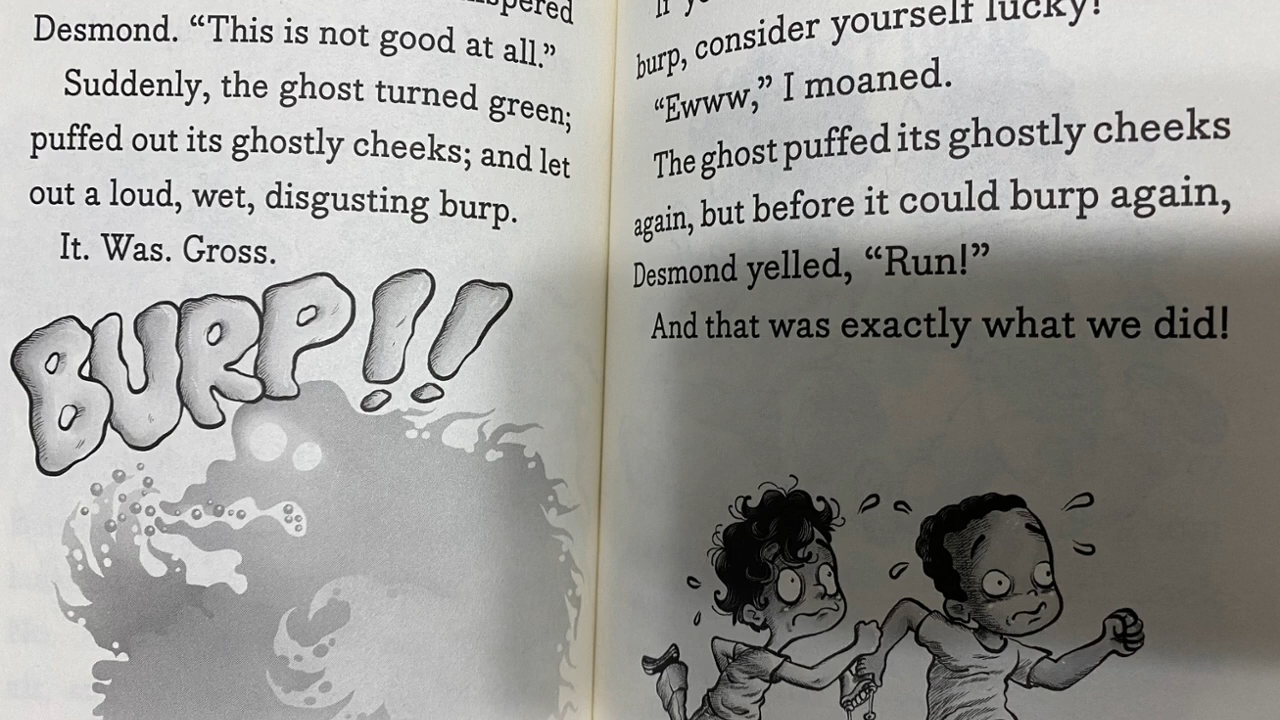 Desmond. “This is not good at all.”
Suddenly, the ghost turned green;
puffed out its ghostly cheeks; and let
out a loud, wet, disgusting burp.
It. Was. Gross.
BURP!!
burp, consider yourself lucky!
“Ewww,” I moaned.
The ghost puffed its ghostly cheeks
again, but before it could burp again,
Desmond yelled, “Run!”
And that was exactly what we did!